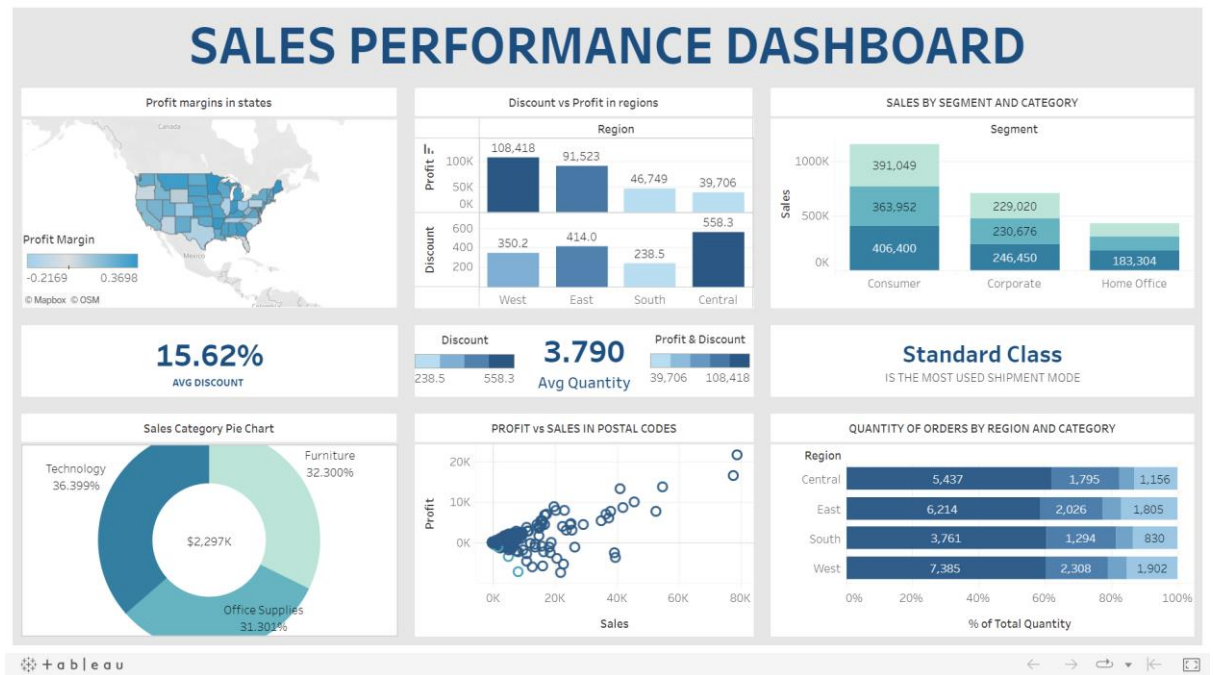 SALES PERFORMANCE DASHBOARD
Profit margins in states
Canada
Mexico
Profit Margin
-0.2169 0.3698
© Mapbox © OSM
Discount vs Profit in regions
Region
Profit
100K
50K
0K
108,418
91,523
46,749
39,706
Discount
600
400
200
350.2
414.0
238.5
558.3
West East South Central
SALES BY SEGMENT AND CATEGORY
Segment
Sales
1000K
500K
0K
391,049
363,952
406,400
229,020
230,676
246,450
183,304
Consumer Corporate Home Office
15.62%
AVG DISCOUNT
Discount
238.5 558.3
3.790
Avg Quantity
Profit & Discount
39,706 108,418
Standard Class
IS THE MOST USED SHIPMENT MODE
Sales Category Pie Chart
Technology
36.399%
Furniture
32.300%
$2,297K
Office Supplies
31.301%
PROFIT vs SALES IN POSTAL CODES
Profit
20K
10K
0K
0K 20K 40K 60K 80K
Sales
QUANTITY OF ORDERS BY REGION AND CATEGORY
Region
Central 5,437 1,795 1,156
East 6,214 2,026 1,805
South 3,761 1,294 830
West 7,385 2,308 1,902
0% 20% 40% 60% 80% 100%
% of Total Quantity
+ableau